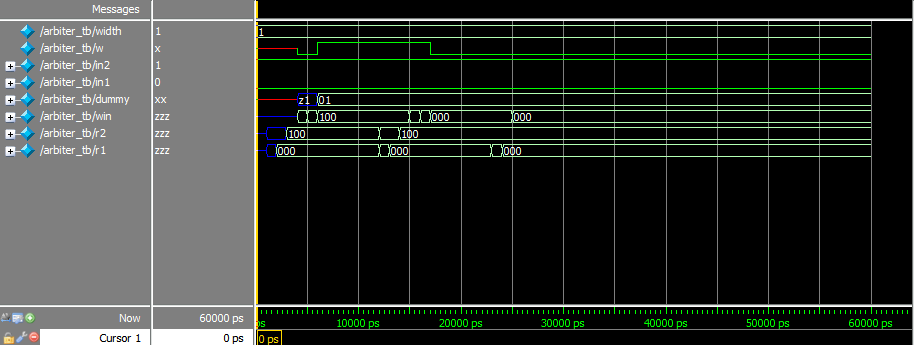 Messages
/arbiter_tb/width 1 1
/arbiter_tb/w x
/arbiter_tb/in2 1
/arbiter_tb/in1 0
/arbiter_tb/dummy xx z1 01
/arbiter_tb/win zzz 100 000 000
/arbiter_tb/r2 zzz 100 100
/arbiter_tb/r1 zzz 000 000 000
Now 60000 ps ps 10000 ps 20000 ps 30000 ps 40000 ps 50000 ps 60000 ps
Cursor 1 0 ps 0 ps